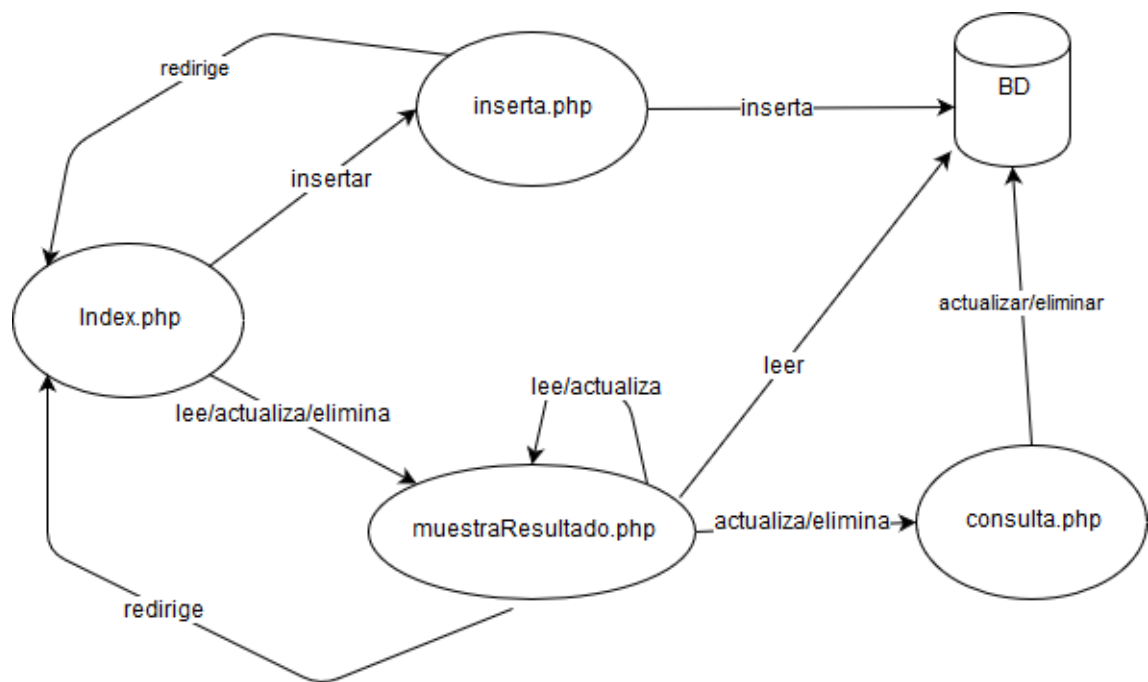 redirige
inserta.php
BD
inserta
insertar
Index.php
actualizar/eliminar
leer
lee/actualiza
lee/actualiza/elimina
muestraResultado.php
actualiza/elimina
consulta.php
redirige